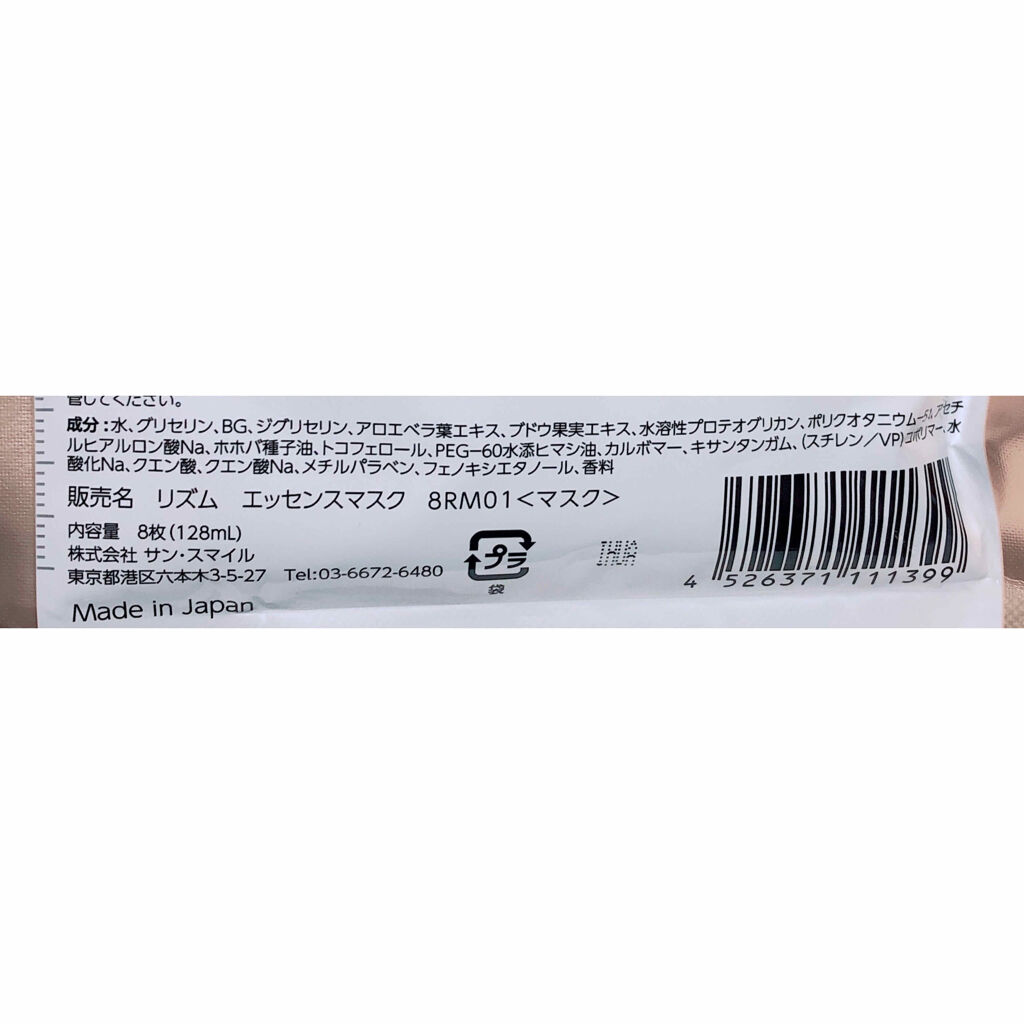 管してください。
成分：水、グリセリン、BG、ジグリセリン、アロエベラ葉エキス、ブドウ果実エキス、水溶性プロテオグリカン、ポリクオタニウム-51、アセチ
ルヒアルロン酸Na、ホホバ種子油、トコフェロール、PEG-60水添ヒマシ油、カルボマー、キサンタンガム、(スチレン/VP)コポリマー、水
酸化Na、クエン酸、クエン酸Na、メチルパラベン、フェノキシエタノール、香料
販売名 リズム エッセンスマスク 8RM01<マスク>
内容量 8枚(128mL)
株式会社 サン・スマイル
東京都港区六本木3-5-27 Tel:03-6672-6480
Made in Japan
プラ
袋
4 526371 111399